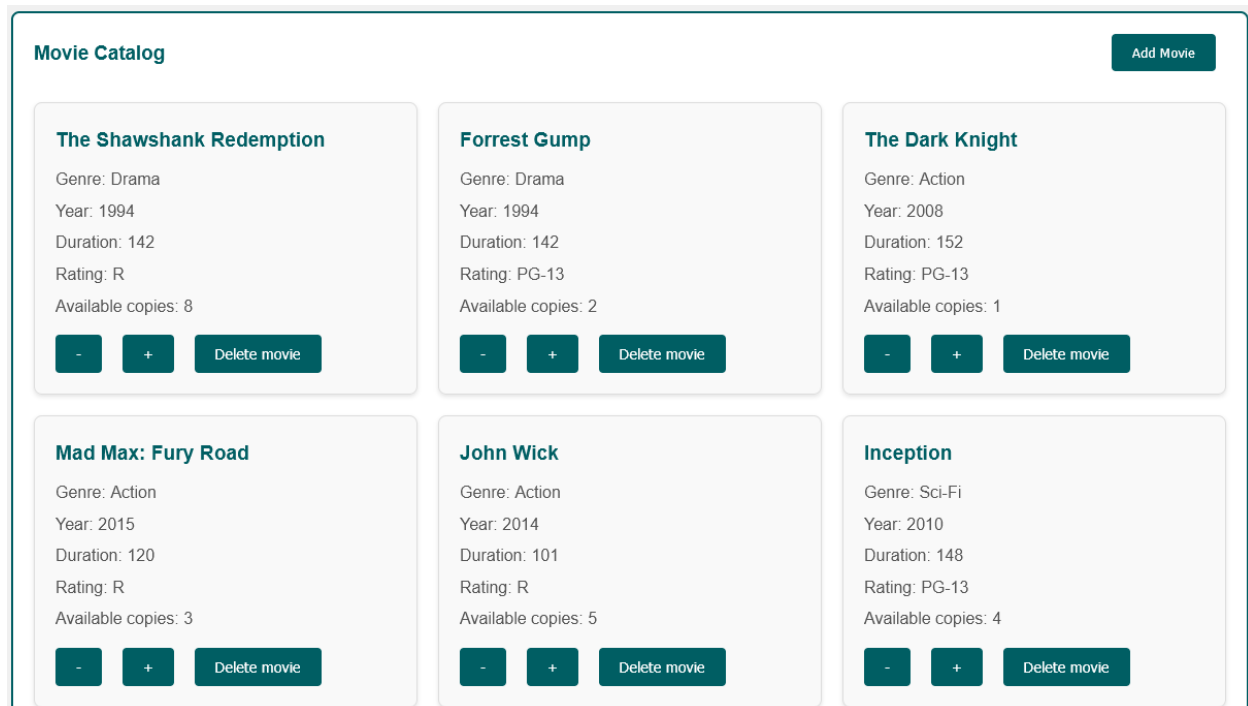 Movie Catalog
Add Movie
The Shawshank Redemption
Genre: Drama
Year: 1994
Duration: 142
Rating: R
Available copies: 8
- + Delete movie
Forrest Gump
Genre: Drama
Year: 1994
Duration: 142
Rating: PG-13
Available copies: 2
- + Delete movie
The Dark Knight
Genre: Action
Year: 2008
Duration: 152
Rating: PG-13
Available copies: 1
- + Delete movie
Mad Max: Fury Road
Genre: Action
Year: 2015
Duration: 120
Rating: R
Available copies: 3
- + Delete movie
John Wick
Genre: Action
Year: 2014
Duration: 101
Rating: R
Available copies: 5
- + Delete movie
Inception
Genre: Sci-Fi
Year: 2010
Duration: 148
Rating: PG-13
Available copies: 4
- + Delete movie